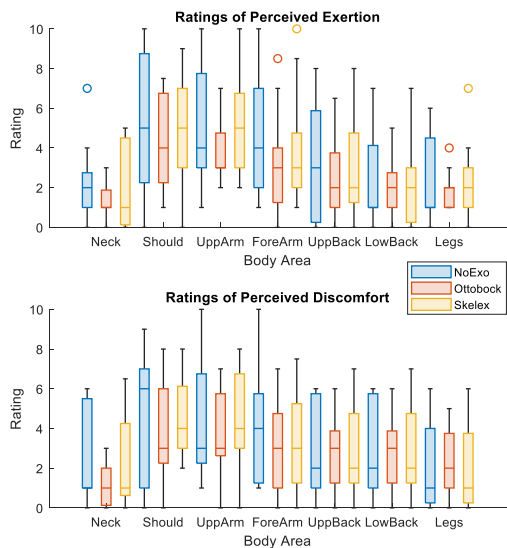 Ratings of Perceived Exertion
10
8
6
4
2
0
Rating
Neck Should UppArm ForeArm UppBack LowBack Legs
Body Area
NoExo
Ottobock
Skelex
Ratings of Perceived Discomfort
10
8
6
4
2
0
Rating
Neck Should UppArm ForeArm UppBack LowBack Legs
Body Area